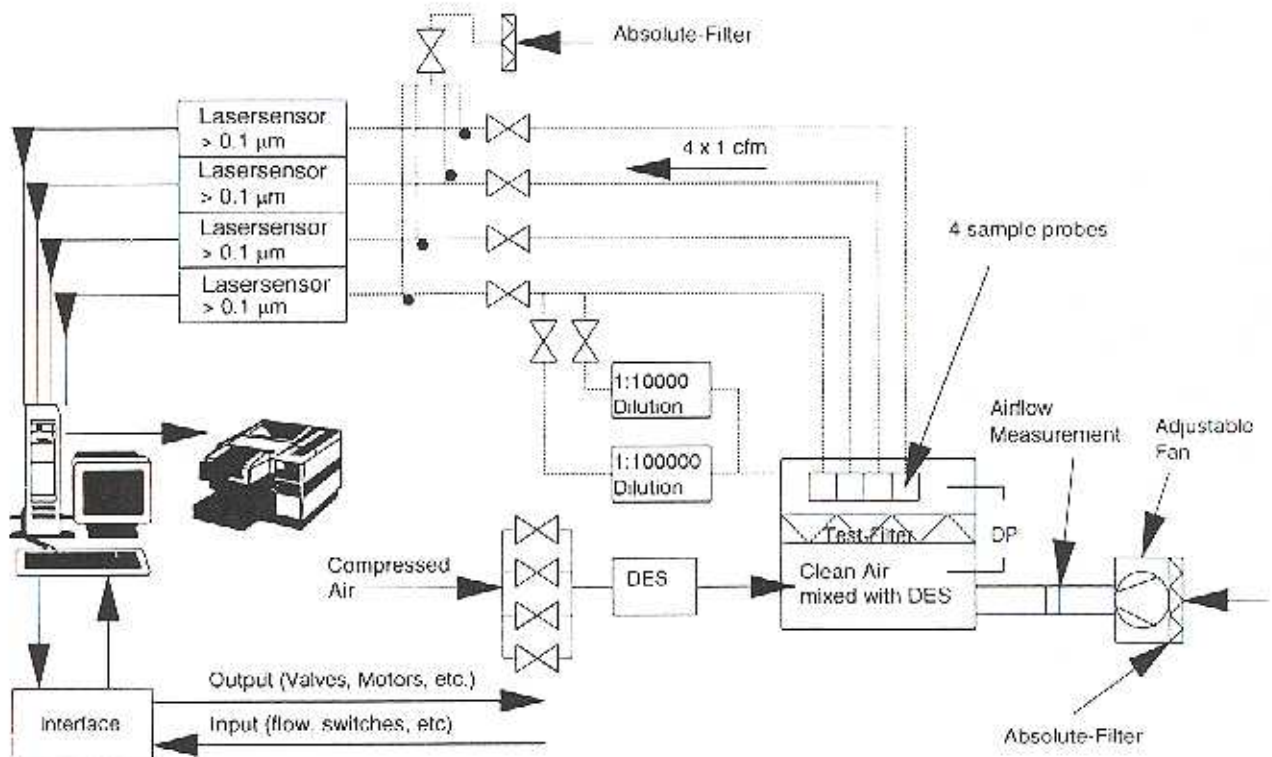 Absolute-Filter
Lasersensor
> 0.1 μm
Lasersensor
> 0.1 μm
Lasersensor
> 0.1 μm
Lasersensor
> 0.1 μm
4 x 1 cfm
4 sample probes
1:10000
Dilution
1:100000
Dilution
Airflow
Measurement
Adjustable
Fan
Test-Filter
DP
Compressed
Air
DES
Clean Air
mixed with DES
Output (Valves, Motors, etc.)
Interface
Input (flow, switches, etc)
Absolute-Filter